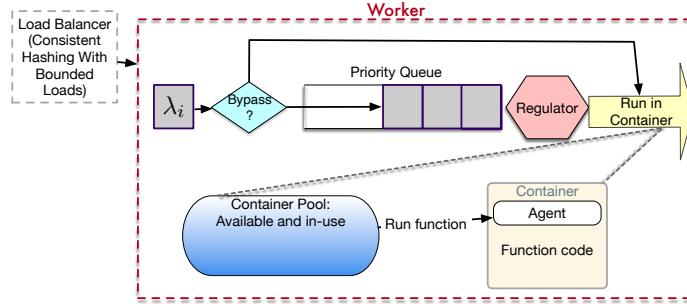 Worker
Load Balancer
(Consistent
Hashing With
Bounded
Loads)
λi
Bypass
?
Priority Queue
Regulator
Run in
Container
Container Pool:
Available and in-use
Run function
Container
Agent
Function code